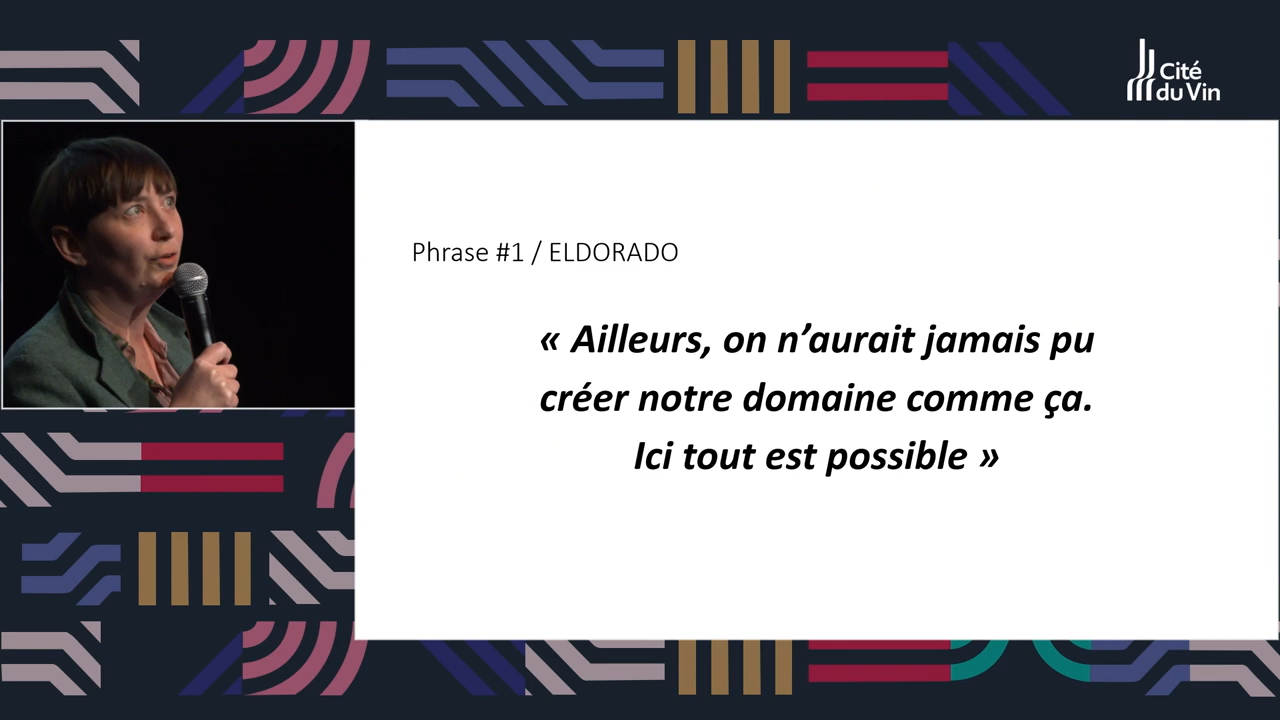 Cité
du Vin
Phrase #1 / ELDORADO
« Ailleurs, on n’aurait jamais pu
créer notre domaine comme ça.
Ici tout est possible »